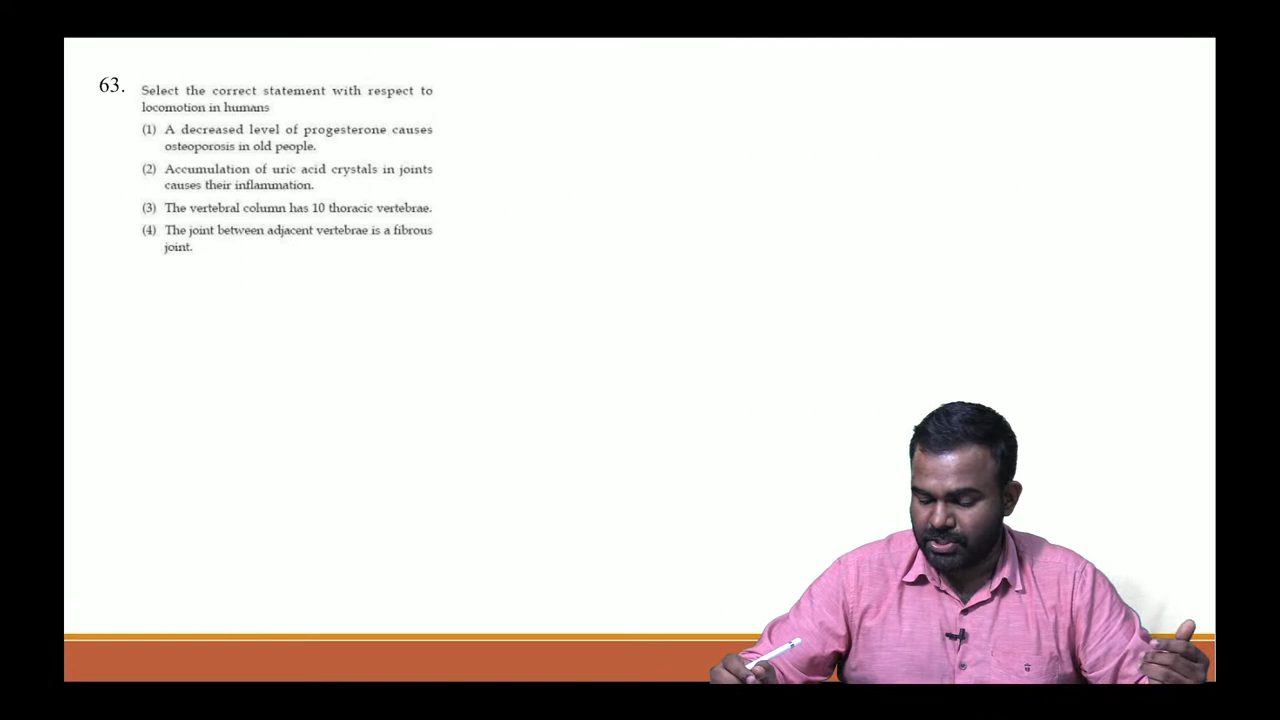 63.
Select the correct statement with respect to
locomotion in humans
(1) A decreased level of progesterone causes
osteoporosis in old people.
(2) Accumulation of uric acid crystals in joints
causes their inflammation.
(3) The vertebral column has 10 thoracic vertebrae.
(4) The joint between adjacent vertebrae is a fibrous
joint.